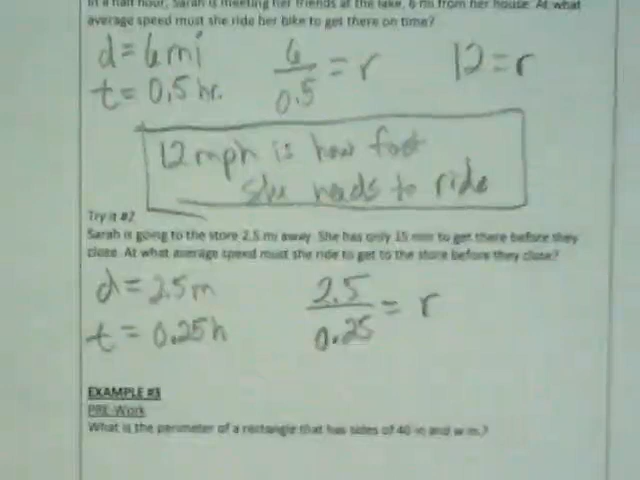 In a half hour, Sarah is meeting her friends at the lake, 6 mi from her house. At what
average speed must she ride her bike to get there on time?
d = 6 mi
6 / 0.5 = r
12 = r
t = 0.5 hr.
12 mph is how fast
she needs to ride
Try it #2
Sarah is going to the store 2.5 mi away. She has only 15 min to get there before they
close. At what average speed must she ride to get to the store before they close?
d = 2.5 m
2.5 / 0.25 = r
t = 0.25 h
EXAMPLE #3
PRE-Work
What is the perimeter of a rectangle that has sides of 40 in and w in.?